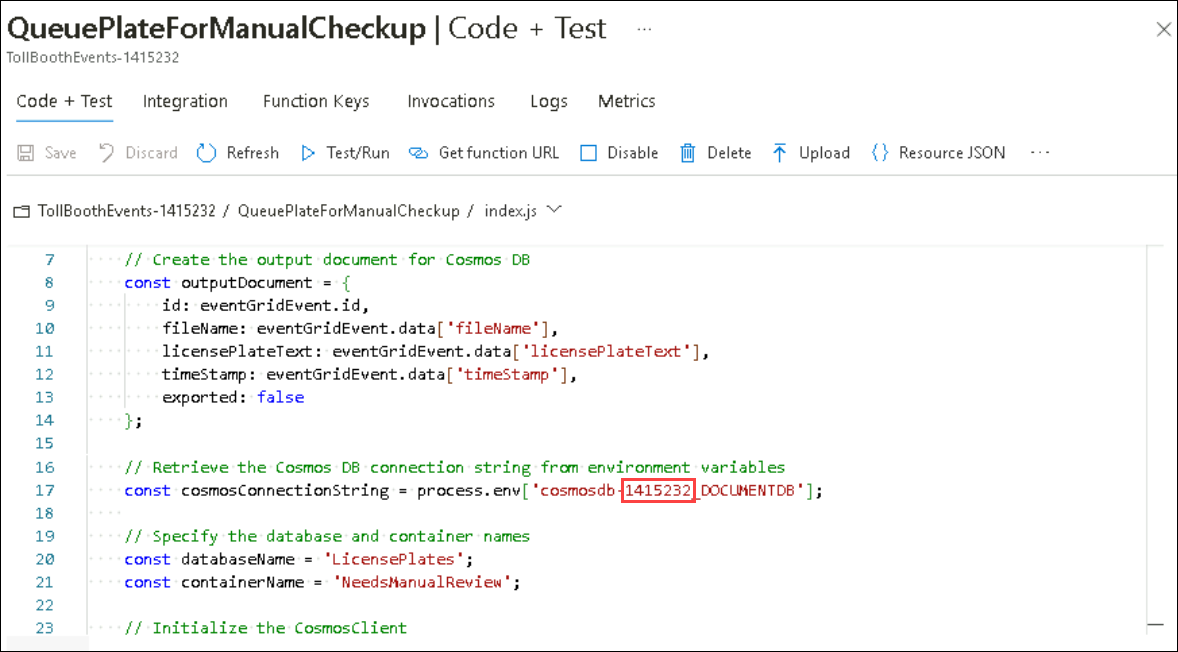 QueuePlateForManualCheckup | Code + Test ...
TollBoothEvents-1415232
Code + Test Integration Function Keys Invocations Logs Metrics
Save Discard Refresh Test/Run Get function URL Disable Delete Upload Resource JSON ...
TollBoothEvents-1415232 / QueuePlateForManualCheckup / index.js
7 // Create the output document for Cosmos DB
8 const outputDocument = {
9 id: eventGridEvent.id,
10 fileName: eventGridEvent.data['fileName'],
11 licensePlateText: eventGridEvent.data['licensePlateText'],
12 timeStamp: eventGridEvent.data['timeStamp'],
13 exported: false
14 };
15
16 // Retrieve the Cosmos DB connection string from environment variables
17 const cosmosConnectionString = process.env['cosmosdb-1415232_DOCUMENTDB'];
18
19 // Specify the database and container names
20 const databaseName = 'LicensePlates';
21 const containerName = 'NeedsManualReview';
22
23 // Initialize the CosmosClient